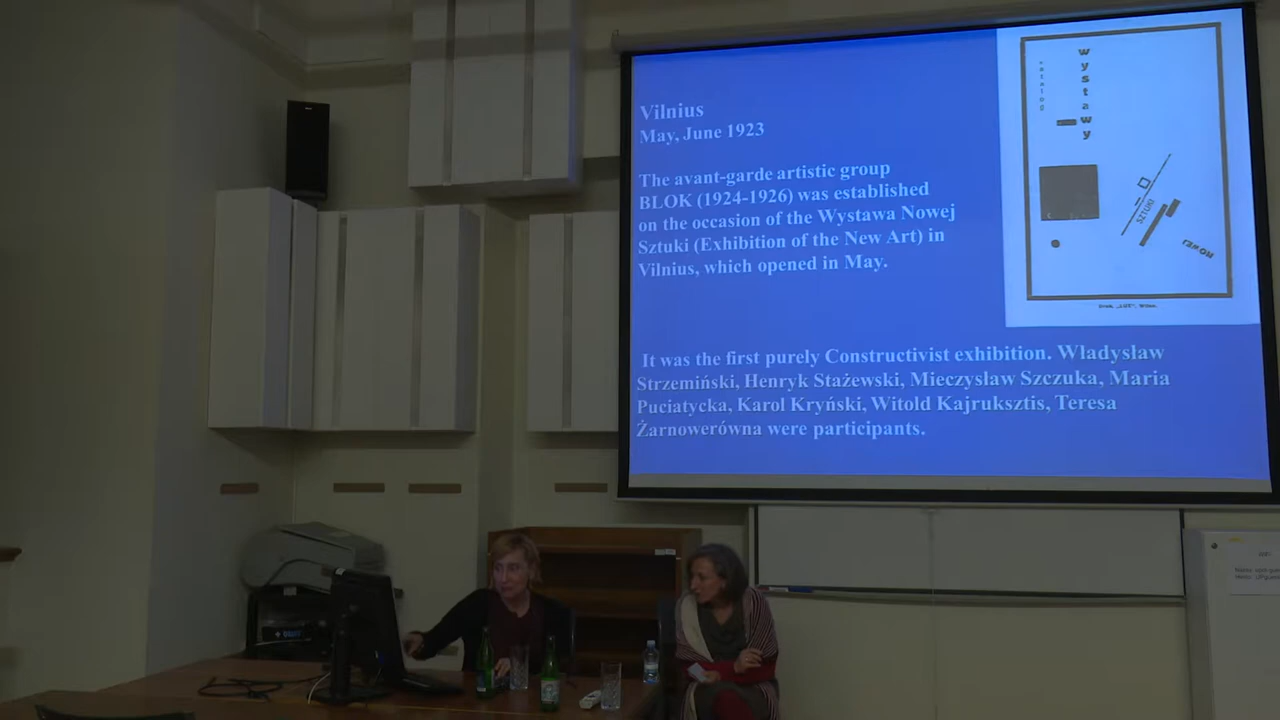 Vilnius
May, June 1923
The avant-garde artistic group
BLOK (1924-1926) was established
on the occasion of the Wystawa Nowej
Sztuki (Exhibition of the New Art) in
Vilnius, which opened in May.
It was the first purely Constructivist exhibition. Władysław
Strzemiński, Henryk Stażewski, Mieczysław Szczuka, Maria
Puciatycka, Karol Kryński, Witold Kajruksztis, Teresa
Żarnowerówna were participants.
katalog
wystawy
SZTUKI
NOWEJ